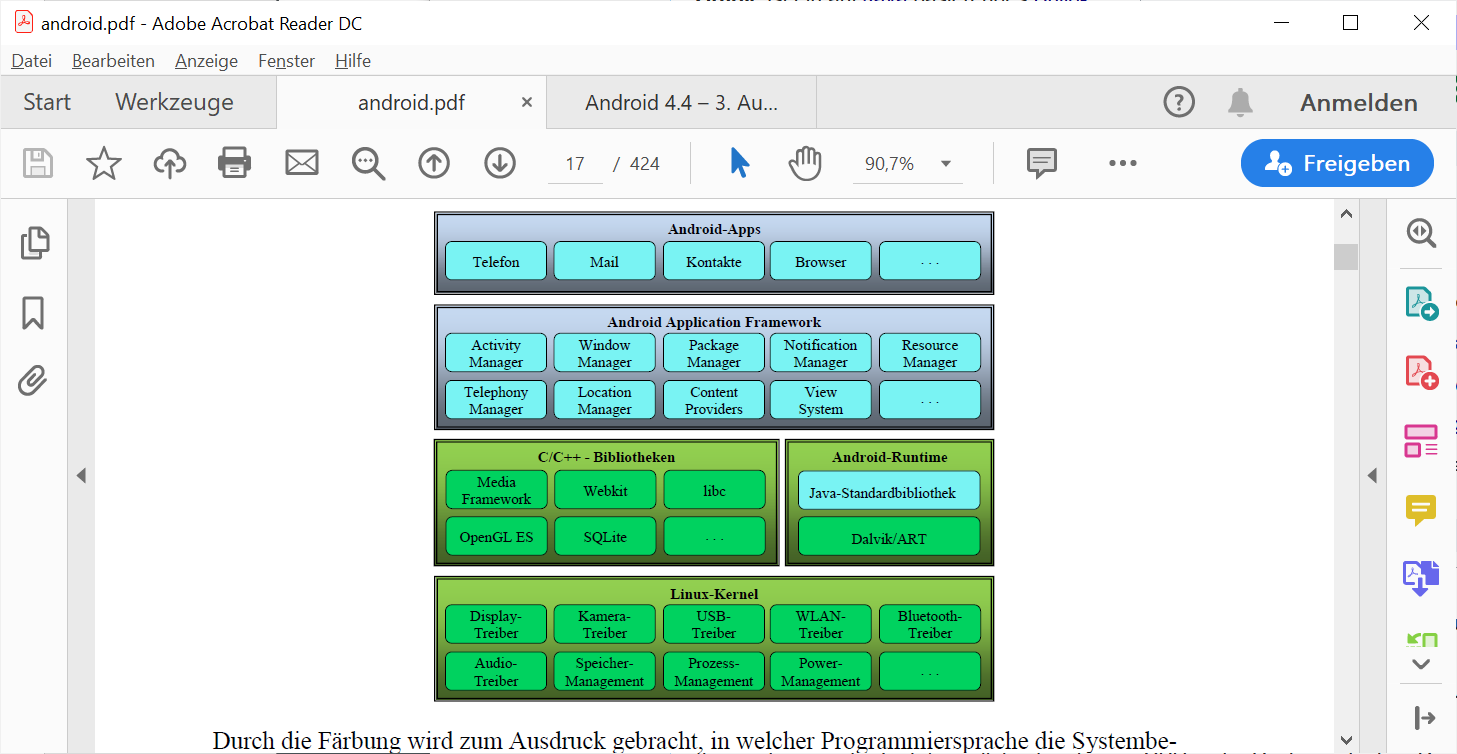 android.pdf - Adobe Acrobat Reader DC
Datei Bearbeiten Anzeige Fenster Hilfe
Start Werkzeuge android.pdf × Android 4.4 – 3. Au... Anmelden
17 / 424 90,7% Freigeben
Android-Apps
Telefon Mail Kontakte Browser . . .
Android Application Framework
Activity Window Package Notification Resource
Manager Manager Manager Manager Manager
Telephony Location Content View . . .
Manager Manager Providers System
C/C++ - Bibliotheken
Media Webkit libc
Framework
OpenGL ES SQLite . . .
Android-Runtime
Java-Standardbibliothek
Dalvik/ART
Linux-Kernel
Display- Kamera- USB- WLAN- Bluetooth-
Treiber Treiber Treiber Treiber Treiber
Audio- Speicher- Prozess- Power- . . .
Treiber Management Management Management
Durch die Färbung wird zum Ausdruck gebracht, in welcher Programmiersprache die Systembe-